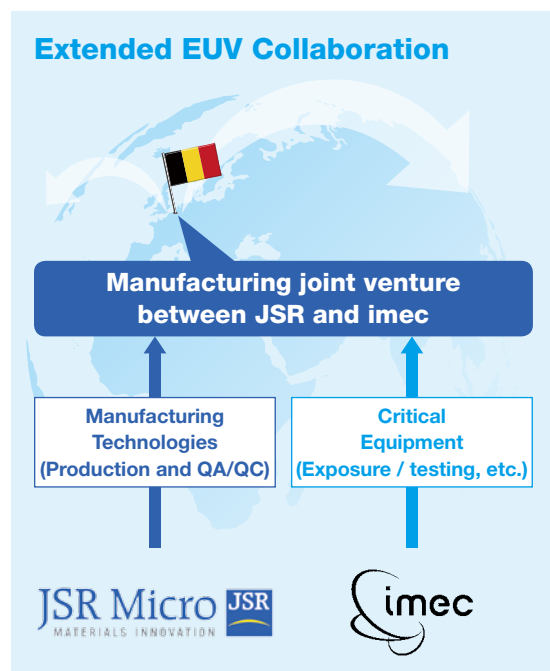 Extended EUV Collaboration
Manufacturing joint venture
between JSR and imec
Manufacturing
Technologies
(Production and QA/QC)
Critical
Equipment
(Exposure / testing, etc.)
JSR Micro JSR
MATERIALS INNOVATION
imec